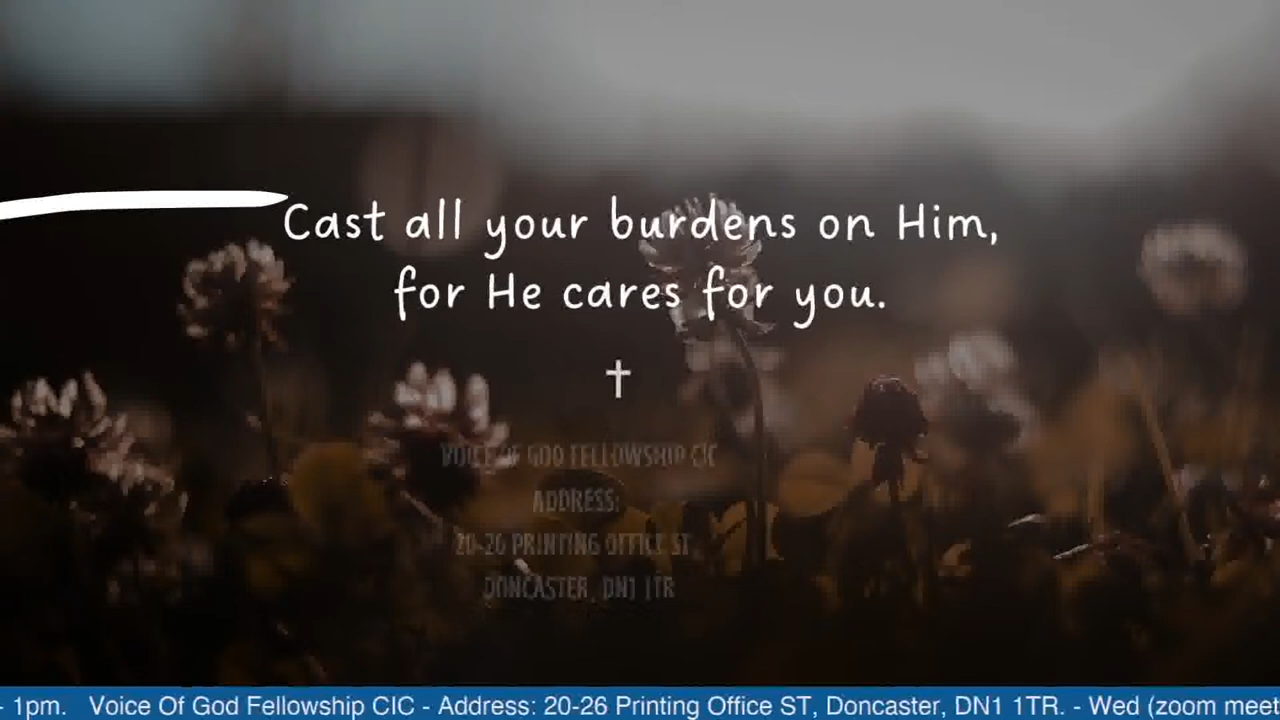 Cast all your burdens on Him,
for He cares for you.
VOICE OF GOD FELLOWSHIP CIC
ADDRESS:
20-26 PRINTING OFFICE ST
DONCASTER, DN1 1TR
- 1pm. Voice Of God Fellowship CIC - Address: 20-26 Printing Office ST, Doncaster, DN1 1TR. - Wed (zoom meet